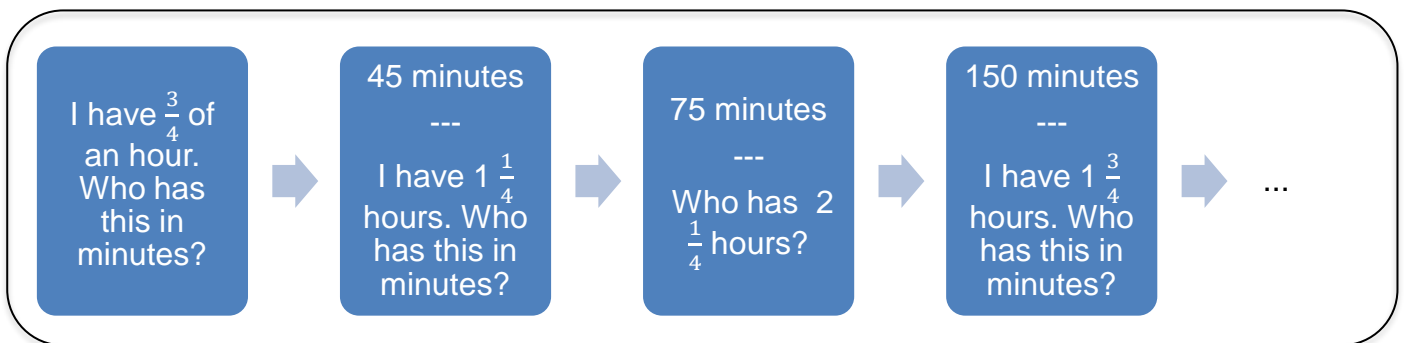 I have 3/4 of
an hour.
Who has
this in
minutes?
45 minutes
---
I have 1 1/4
hours. Who
has this in
minutes?
75 minutes
---
Who has 2
1/4 hours?
150 minutes
---
I have 1 3/4
hours. Who
has this in
minutes?
...